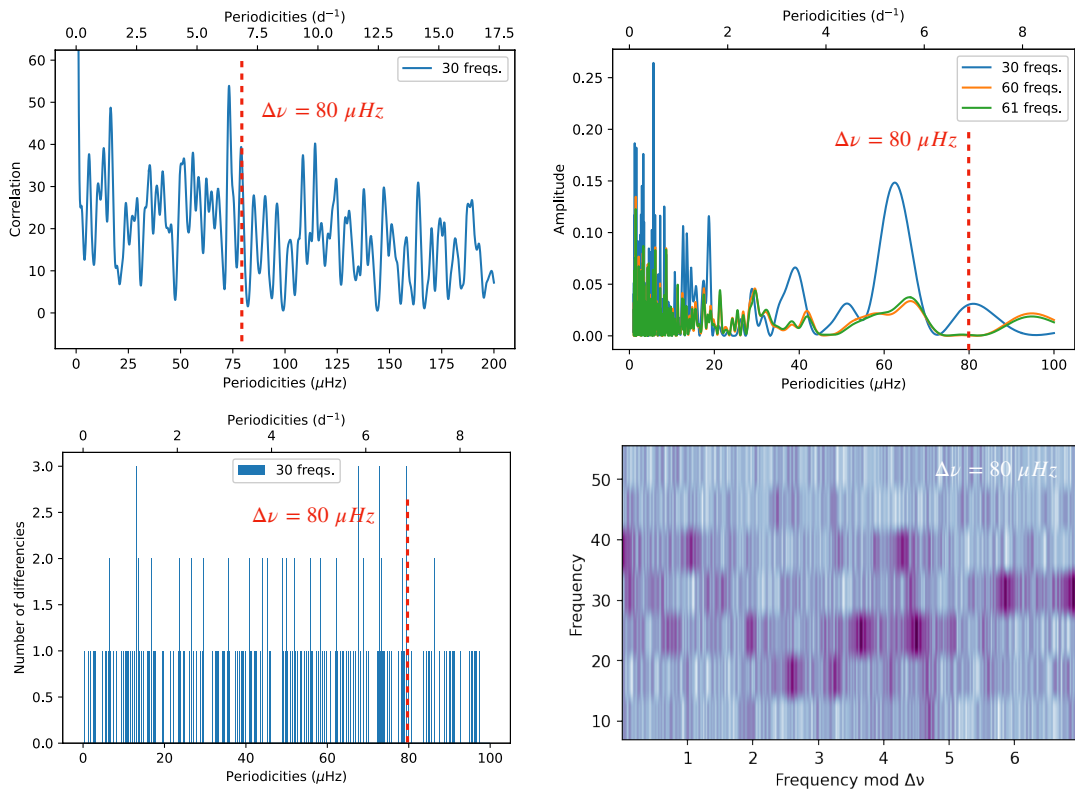 Periodicities (d⁻¹)
0.0 2.5 5.0 7.5 10.0 12.5 15.0 17.5
30 freqs.
Δν = 80 μHz
Correlation
60
50
40
30
20
10
0
0 25 50 75 100 125 150 175 200
Periodicities (μHz)
Periodicities (d⁻¹)
0 2 4 6 8
30 freqs.
60 freqs.
61 freqs.
Δν = 80 μHz
Amplitude
0.25
0.20
0.15
0.10
0.05
0.00
0 20 40 60 80 100
Periodicities (μHz)
Periodicities (d⁻¹)
0 2 4 6 8
30 freqs.
Δν = 80 μHz
Number of differencies
3.0
2.5
2.0
1.5
1.0
0.5
0.0
0 20 40 60 80 100
Periodicities (μHz)
Δν = 80 μHz
Frequency
50
40
30
20
10
1 2 3 4 5 6
Frequency mod Δν